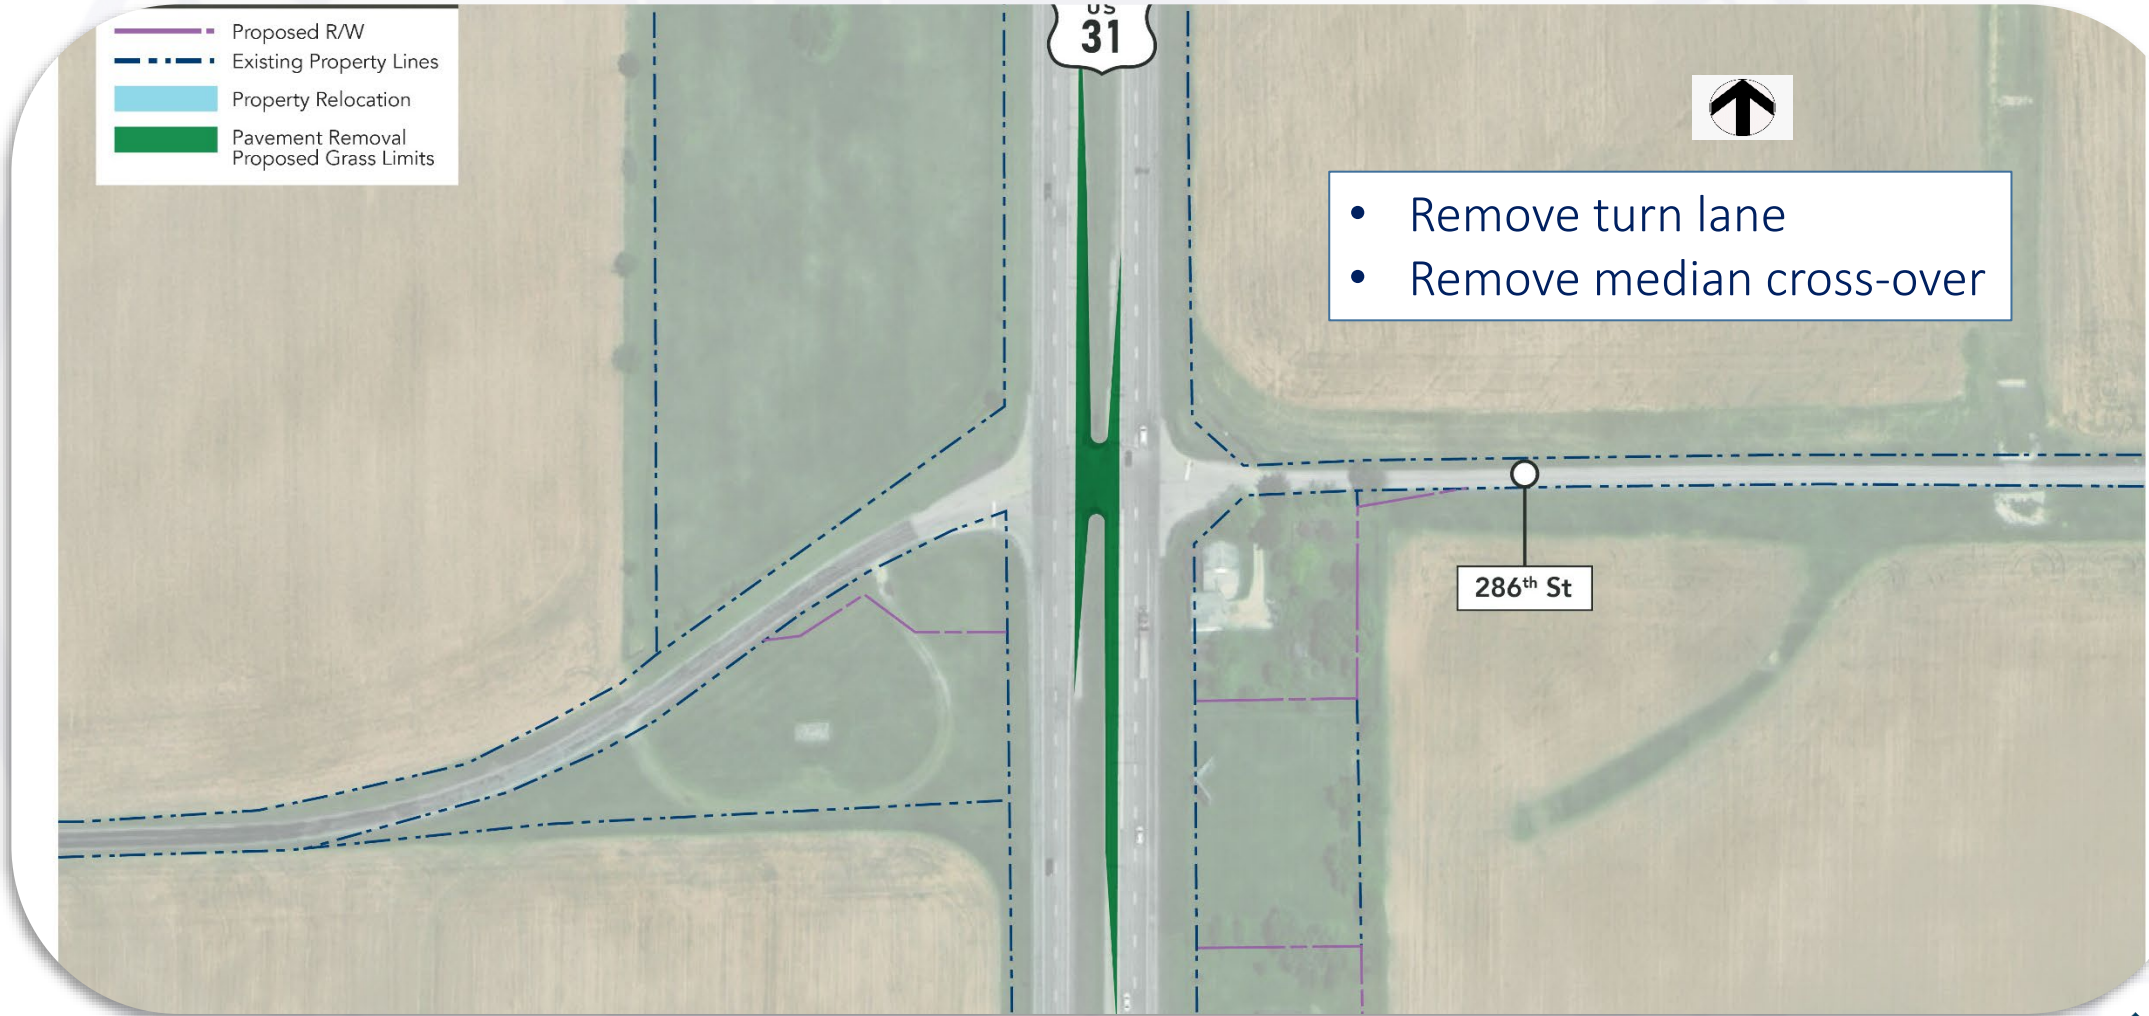 Proposed R/W
Existing Property Lines
Property Relocation
Pavement Removal
Proposed Grass Limits
US
31
• Remove turn lane
• Remove median cross-over
286th St